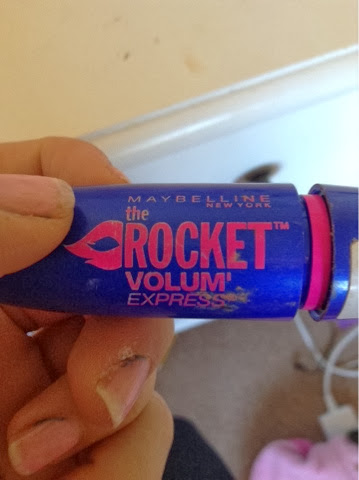 MAYBELLINE
NEW YORK
the
ROCKET™
VOLUM'
EXPRESS®